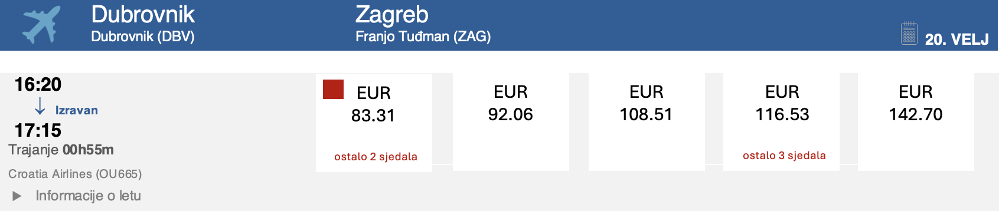 Dubrovnik
Dubrovnik (DBV)
Zagreb
Franjo Tuđman (ZAG)
20. VELJ
16:20
Izravan
17:15
Trajanje 00h55m
Croatia Airlines (OU665)
Informacije o letu
EUR
83.31
ostalo 2 sjedala
EUR
92.06
EUR
108.51
EUR
116.53
ostalo 3 sjedala
EUR
142.70